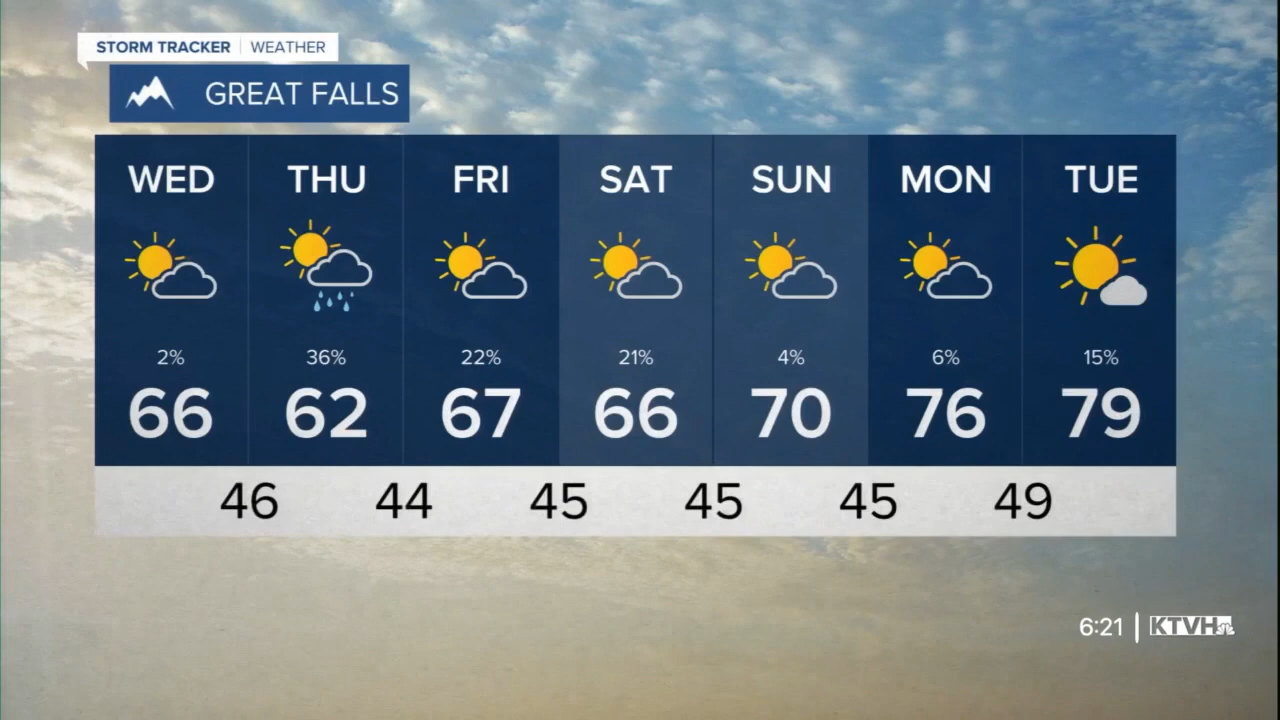 STORM TRACKER | WEATHER
GREAT FALLS
WED THU FRI SAT SUN MON TUE
2% 36% 22% 21% 4% 6% 15%
66 62 67 66 70 76 79
46 44 45 45 45 49
6:21 | KTVH